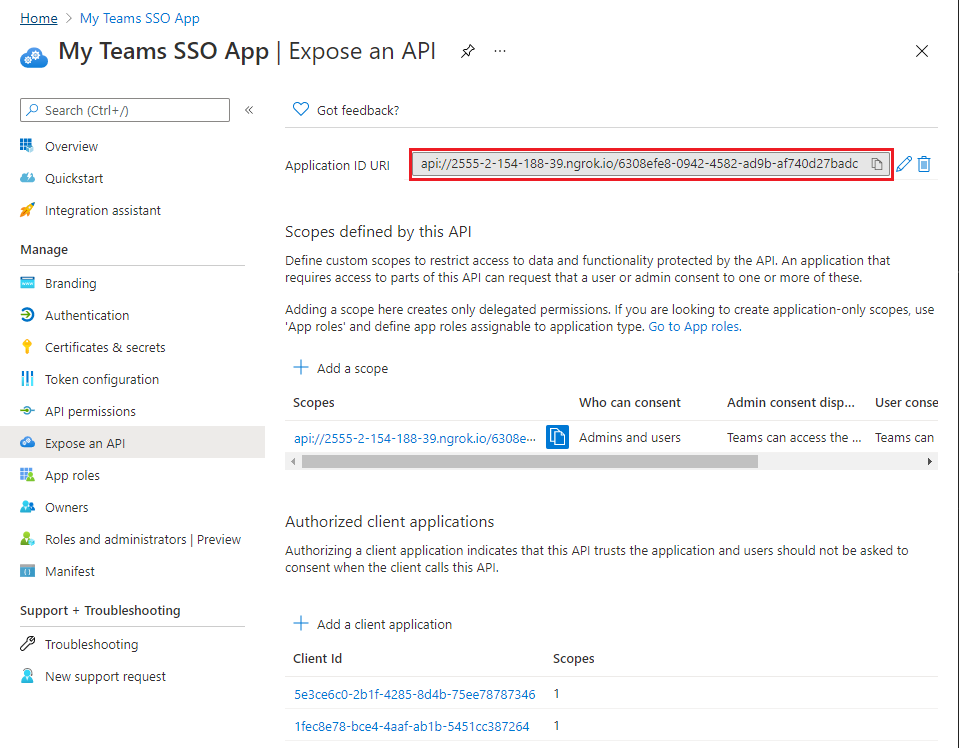 Home > My Teams SSO App
My Teams SSO App | Expose an API ...
Search (Ctrl+/) «
Overview
Quickstart
Integration assistant
Manage
Branding
Authentication
Certificates & secrets
Token configuration
API permissions
Expose an API
App roles
Owners
Roles and administrators | Preview
Manifest
Support + Troubleshooting
Troubleshooting
New support request
Got feedback?
Application ID URI api://2555-2-154-188-39.ngrok.io/6308efe8-0942-4582-ad9b-af740d27badc
Scopes defined by this API
Define custom scopes to restrict access to data and functionality protected by the API. An application that
requires access to parts of this API can request that a user or admin consent to one or more of these.
Adding a scope here creates only delegated permissions. If you are looking to create application-only scopes, use
'App roles' and define app roles assignable to application type. Go to App roles.
Add a scope
Scopes Who can consent Admin consent disp... User conse
api://2555-2-154-188-39.ngrok.io/6308e... Admins and users Teams can access the ... Teams can
Authorized client applications
Authorizing a client application indicates that this API trusts the application and users should not be asked to
consent when the client calls this API.
Add a client application
Client Id Scopes
5e3ce6c0-2b1f-4285-8d4b-75ee78787346 1
1fec8e78-bce4-4aaf-ab1b-5451cc387264 1